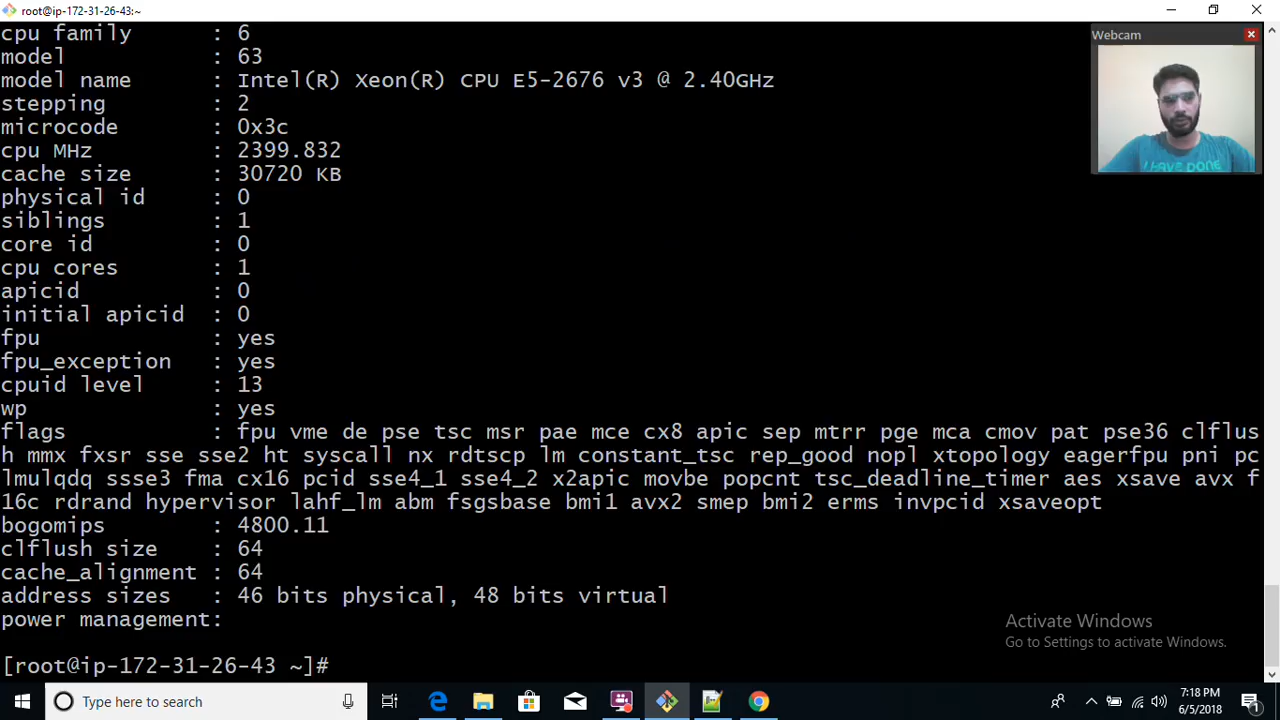 root@ip-172-31-26-43:~
cpu family : 6
model : 63
model name : Intel(R) Xeon(R) CPU E5-2676 v3 @ 2.40GHz
stepping : 2
microcode : 0x3c
cpu MHz : 2399.832
cache size : 30720 KB
physical id : 0
siblings : 1
core id : 0
cpu cores : 1
apicid : 0
initial apicid : 0
fpu : yes
fpu_exception : yes
cpuid level : 13
wp : yes
flags : fpu vme de pse tsc msr pae mce cx8 apic sep mtrr pge mca cmov pat pse36 clflus
h mmx fxsr sse sse2 ht syscall nx rdtscp lm constant_tsc rep_good nopl xtopology eagerfpu pni pc
lmulqdq ssse3 fma cx16 pcid sse4_1 sse4_2 x2apic movbe popcnt tsc_deadline_timer aes xsave avx f
16c rdrand hypervisor lahf_lm abm fsgsbase bmi1 avx2 smep bmi2 erms invpcid xsaveopt
bogomips : 4800.11
clflush size : 64
cache_alignment : 64
address sizes : 46 bits physical, 48 bits virtual
power management:
[root@ip-172-31-26-43 ~]#
Webcam
I HAVE DONE
Activate Windows
Go to Settings to activate Windows.
Type here to search
7:18 PM
6/5/2018
1